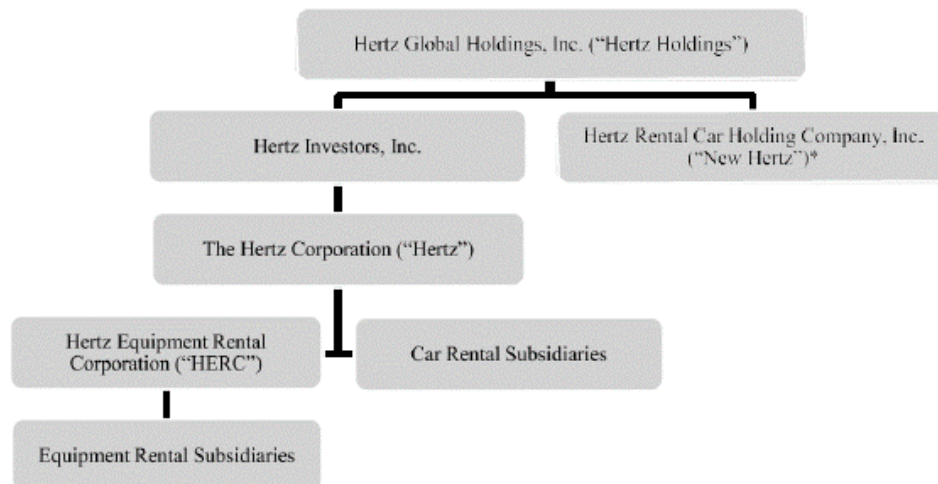 Hertz Global Holdings, Inc. (“Hertz Holdings”)
Hertz Investors, Inc.
Hertz Rental Car Holding Company, Inc.
(“New Hertz”)*
The Hertz Corporation (“Hertz”)
Hertz Equipment Rental
Corporation (“HERC”)
Car Rental Subsidiaries
Equipment Rental Subsidiaries